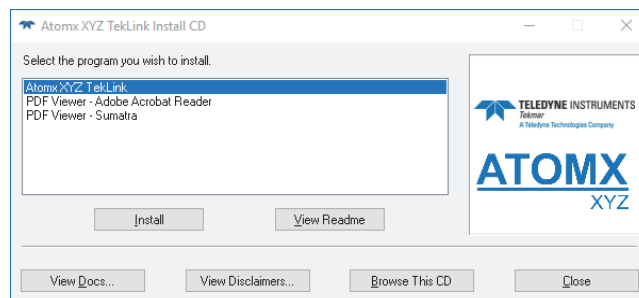 Atomx XYZ TekLink Install CD
Select the program you wish to install.
Atomx XYZ TekLink
PDF Viewer - Adobe Acrobat Reader
PDF Viewer - Sumatra
Install
View Readme
TELEDYNE INSTRUMENTS
Tekmar
A Teledyne Technologies Company
ATOMX
XYZ
View Docs...
View Disclaimers...
Browse This CD
Close